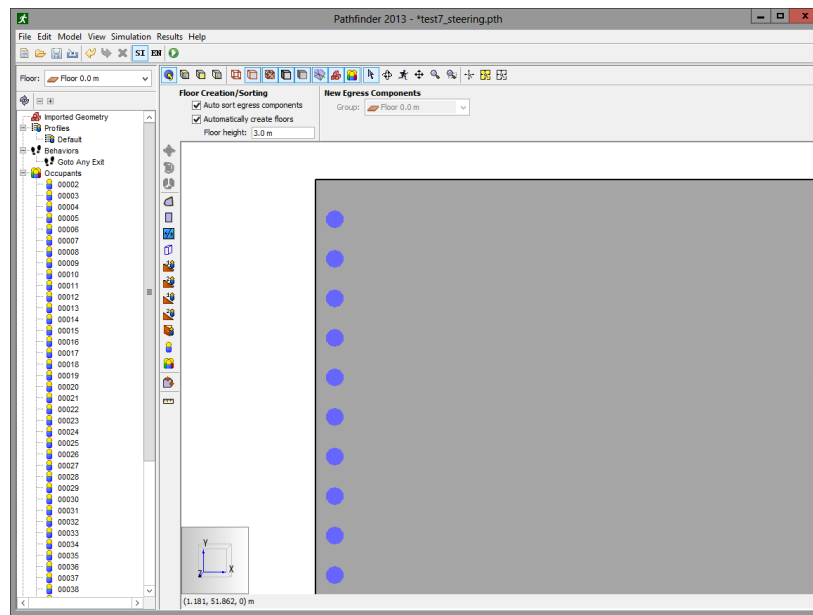 Pathfinder 2013 - *test7_steering.pth
File Edit Model View Simulation Results Help
SI EN
Floor: Floor 0.0 m
Floor Creation/Sorting
Auto sort egress components
Automatically create floors
Floor height: 3.0 m
New Egress Components
Group: Floor 0.0 m
Imported Geometry
Profiles
Default
Behaviors
Goto Any Exit
Occupants
00002
00003
00004
00005
00006
00007
00008
00009
00010
00011
00012
00013
00014
00015
00016
00017
00018
00019
00020
00021
00022
00023
00024
00025
00026
00027
00028
00029
00030
00031
00032
00033
00034
00035
00036
00037
00038
Y
Z X
(1.181, 51.862, 0) m